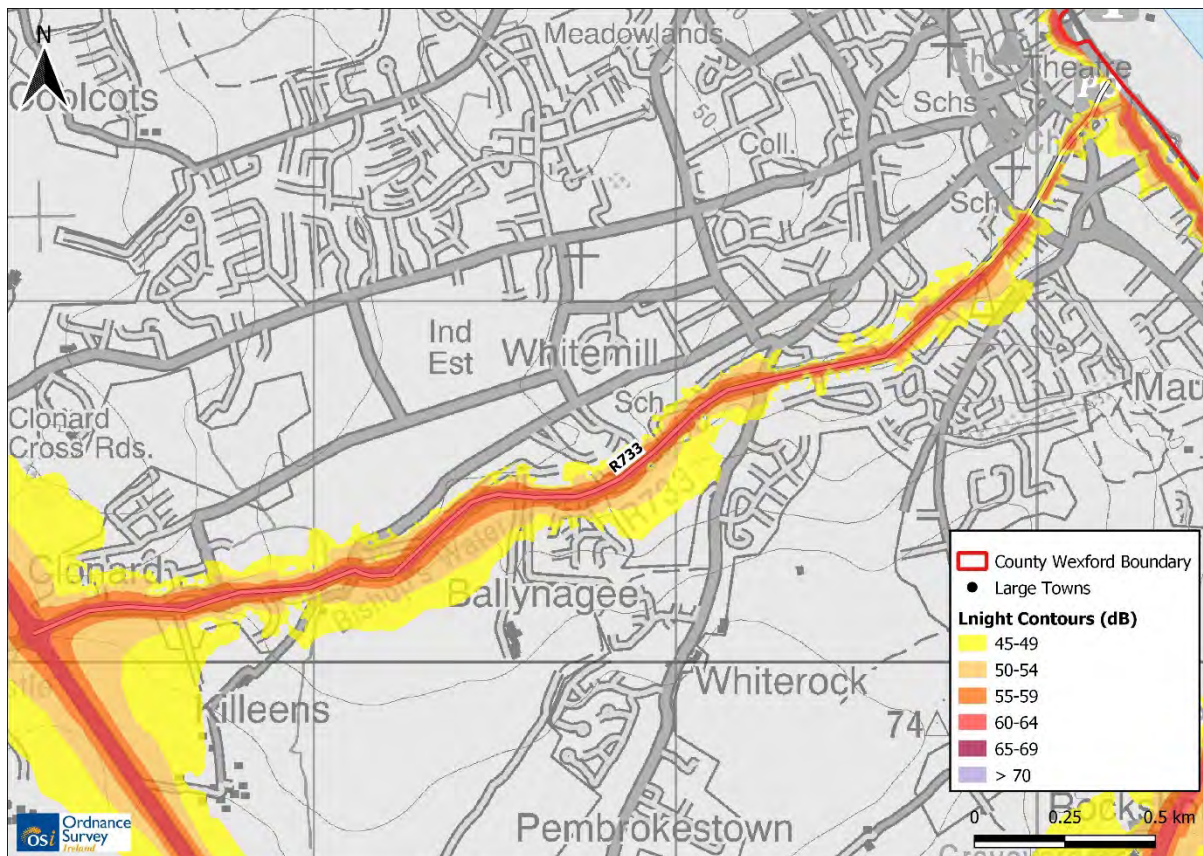 N
Meadowlands
Coolcots
Theatre
Schs
Coll.
50
Sch
Ind
Est
Whitemill
Mau
Sch
Clonard
Cross Rds.
R733
R733
Clonard
Bishop's Water
Ballynagee
Killeens
Whiterock
74
Pembrokestown
County Wexford Boundary
Large Towns
Lnight Contours (dB)
45-49
50-54
55-59
60-64
65-69
> 70
0 0.25 0.5 km
OSi
Ordnance
Survey
Ireland